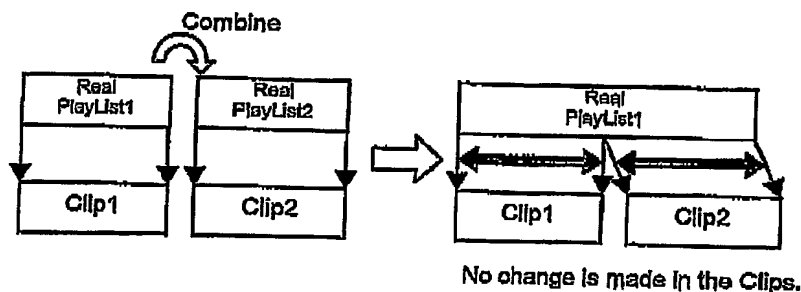 Combine
Real
PlayList1
Real
PlayList2
Real
PlayList1
Clip1
Clip2
Clip1
Clip2
No change is made in the Clips.